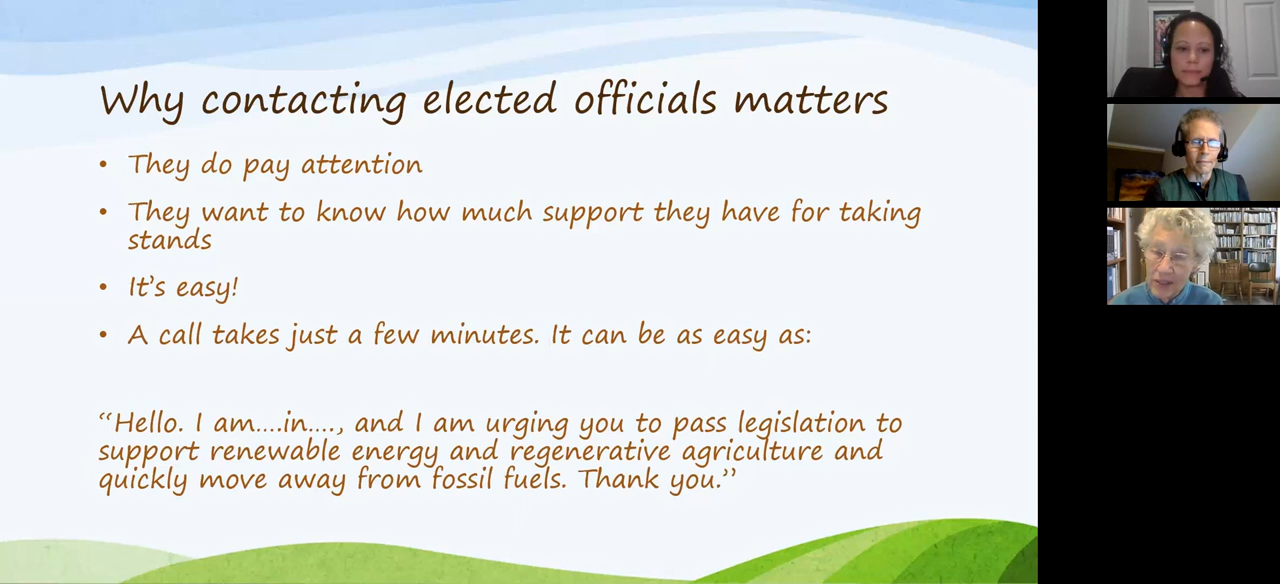 Why contacting elected officials matters
• They do pay attention
• They want to know how much support they have for taking
stands
• It’s easy!
• A call takes just a few minutes. It can be as easy as:
“Hello. I am....in...., and I am urging you to pass legislation to
support renewable energy and regenerative agriculture and
quickly move away from fossil fuels. Thank you.”